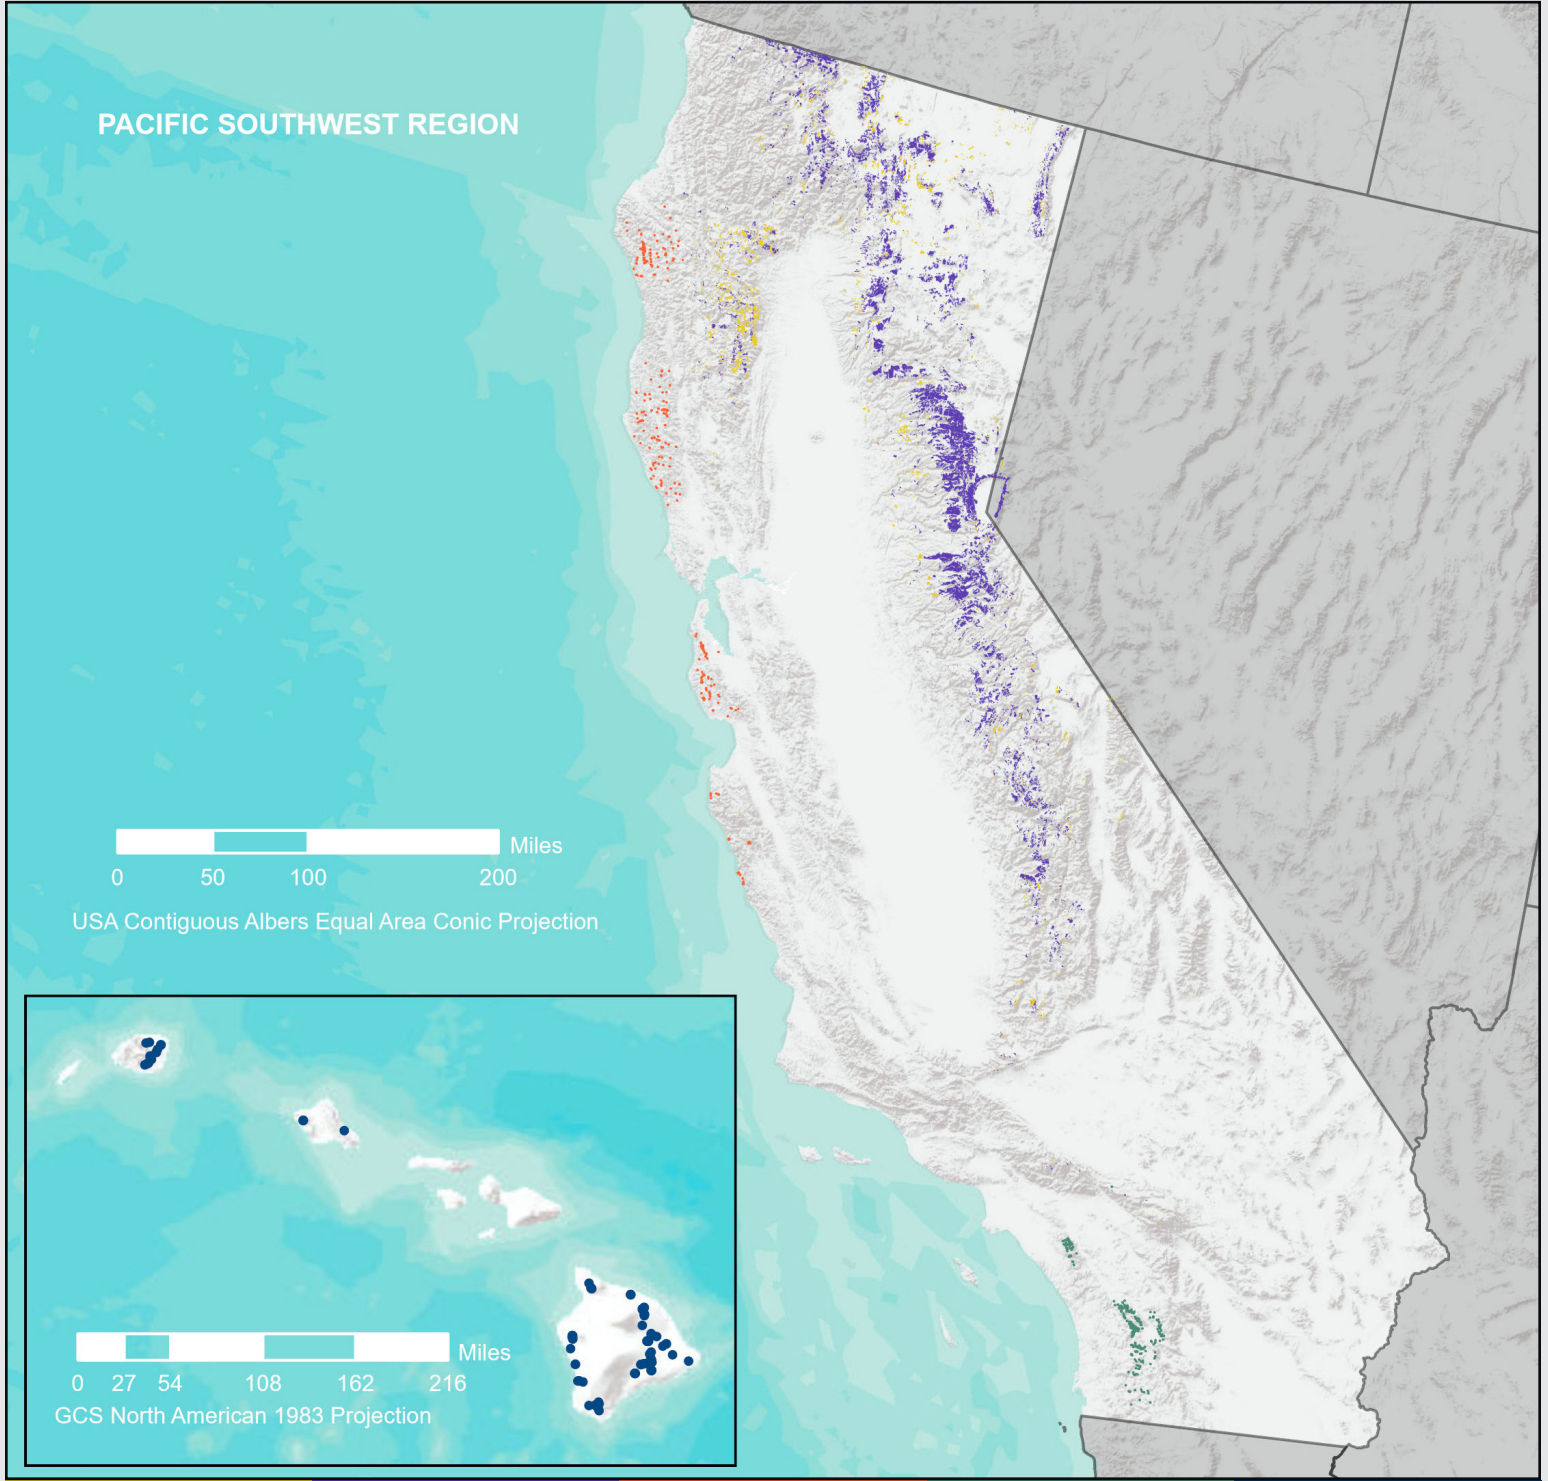 PACIFIC SOUTHWEST REGION
Miles
0 50 100 200
USA Contiguous Albers Equal Area Conic Projection
Miles
0 27 54 108 162 216
GCS North American 1983 Projection